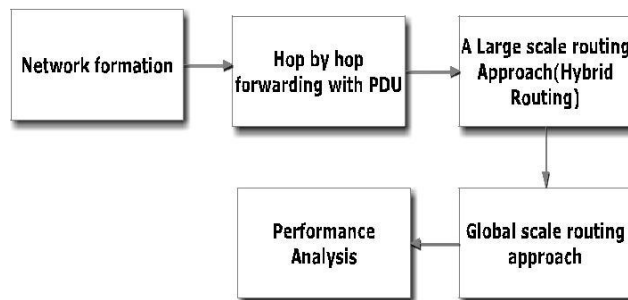 Network formation
Hop by hop
forwarding with PDU
A Large scale routing
Approach(Hybrid
Routing)
Global scale routing
approach
Performance
Analysis